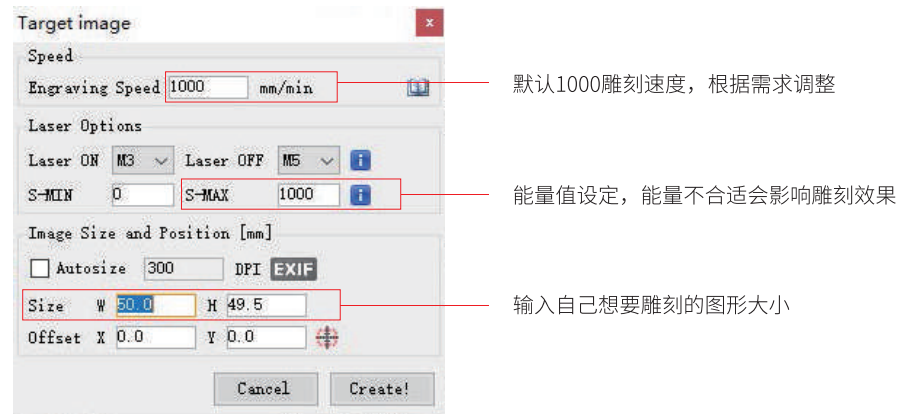 Target image
x
Speed
Engraving Speed 1000 mm/min
默认1000雕刻速度，根据需求调整
Laser Options
Laser ON M3 Laser OFF M5 i
S-MIN 0 S-MAX 1000 i
能量值设定，能量不合适会影响雕刻效果
Image Size and Position [mm]
Autosize 300 DPI EXIF
Size W 50.0 H 49.5
输入自己想要雕刻的图形大小
Offset X 0.0 Y 0.0
Cancel Create!